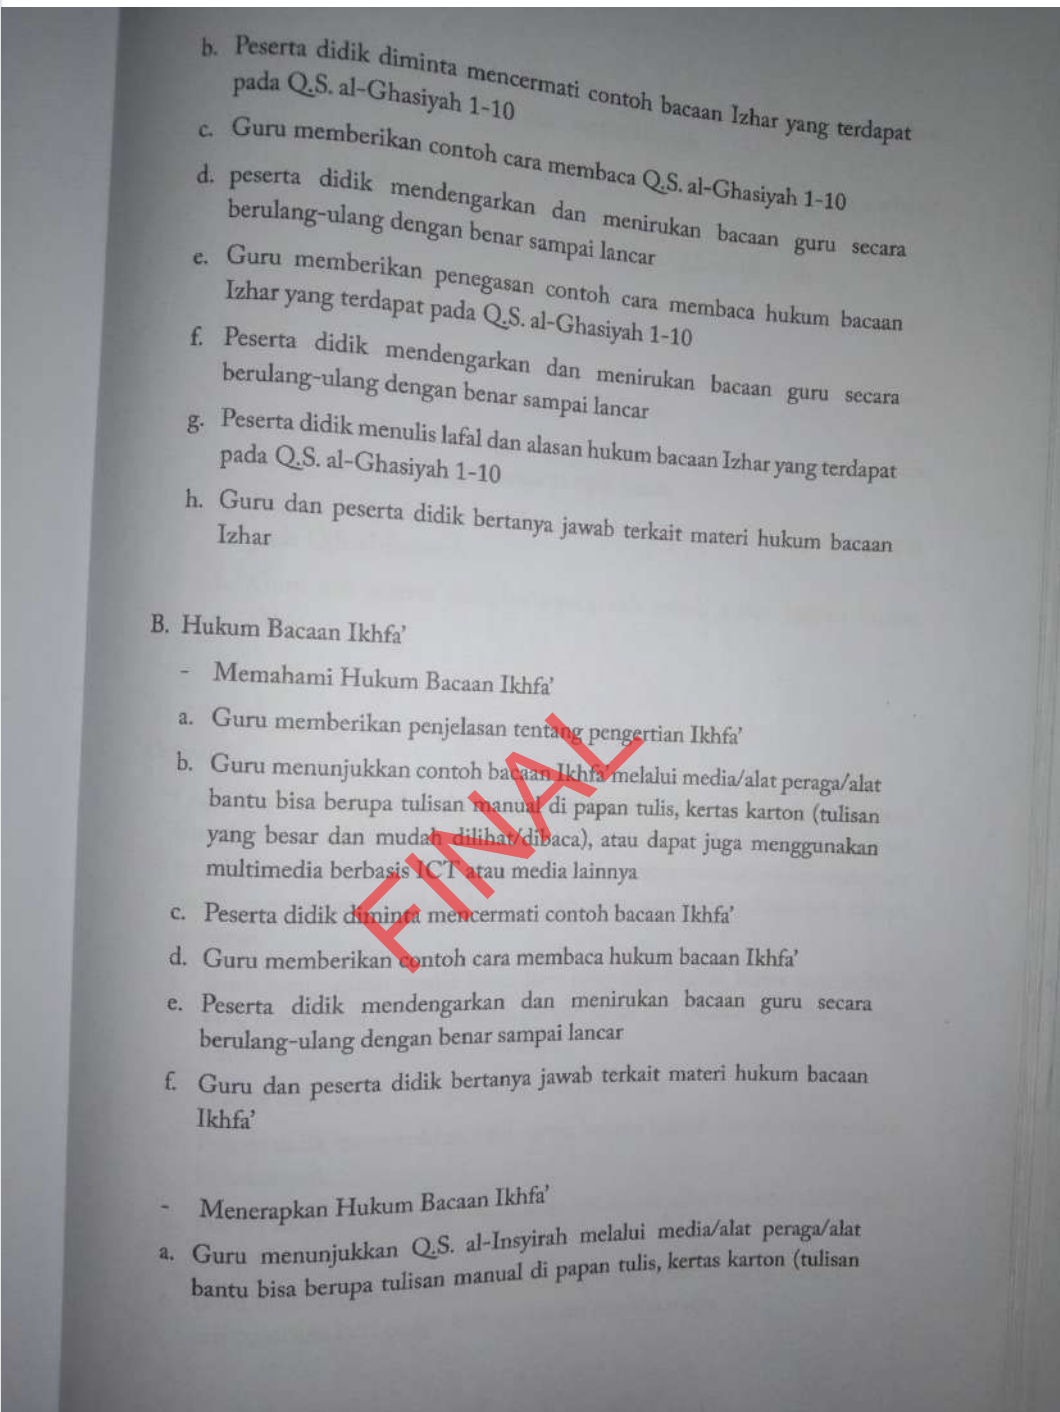 b. Peserta didik diminta mencermati contoh bacaan Izhar yang terdapat
pada Q.S. al-Ghasiyah 1-10
c. Guru memberikan contoh cara membaca Q.S. al-Ghasiyah 1-10
d. peserta didik mendengarkan dan menirukan bacaan guru secara
berulang-ulang dengan benar sampai lancar
e. Guru memberikan penegasan contoh cara membaca hukum bacaan
Izhar yang terdapat pada Q.S. al-Ghasiyah 1-10
f. Peserta didik mendengarkan dan menirukan bacaan guru secara
berulang-ulang dengan benar sampai lancar
g. Peserta didik menulis lafal dan alasan hukum bacaan Izhar yang terdapat
pada Q.S. al-Ghasiyah 1-10
h. Guru dan peserta didik bertanya jawab terkait materi hukum bacaan
Izhar
B. Hukum Bacaan Ikhfa’
- Memahami Hukum Bacaan Ikhfa’
a. Guru memberikan penjelasan tentang pengertian Ikhfa’
b. Guru menunjukkan contoh bacaan Ikhfa’ melalui media/alat peraga/alat
bantu bisa berupa tulisan manual di papan tulis, kertas karton (tulisan
yang besar dan mudah dilihat/dibaca), atau dapat juga menggunakan
multimedia berbasis ICT atau media lainnya
c. Peserta didik diminta mencermati contoh bacaan Ikhfa’
d. Guru memberikan contoh cara membaca hukum bacaan Ikhfa’
e. Peserta didik mendengarkan dan menirukan bacaan guru secara
berulang-ulang dengan benar sampai lancar
f. Guru dan peserta didik bertanya jawab terkait materi hukum bacaan
Ikhfa’
- Menerapkan Hukum Bacaan Ikhfa’
a. Guru menunjukkan Q.S. al-Insyirah melalui media/alat peraga/alat
bantu bisa berupa tulisan manual di papan tulis, kertas karton (tulisan
FINAL